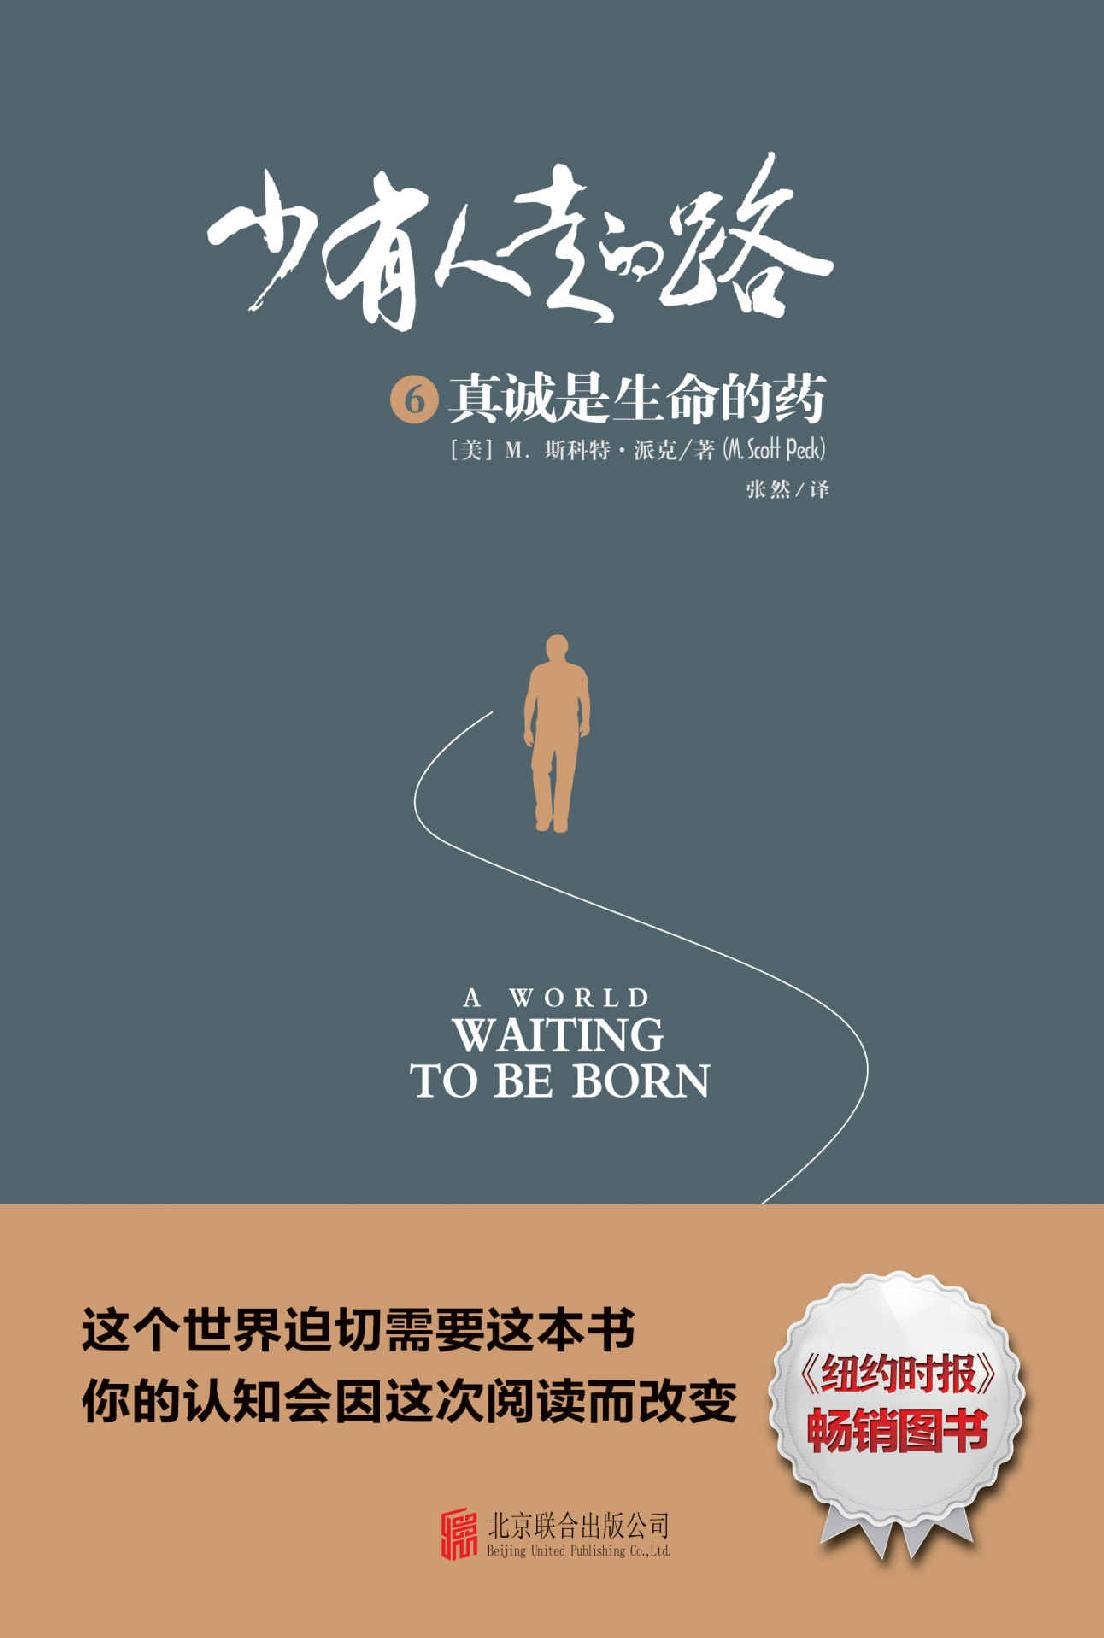 少有人走的路
6 真诚是生命的药
[美] M. 斯科特·派克/著 (M. Scott Peck)
张然/译
A WORLD
WAITING
TO BE BORN
这个世界迫切需要这本书
你的认知会因这次阅读而改变
《纽约时报》
畅销图书
北京联合出版公司
Beijing United Publishing Co.,Ltd.